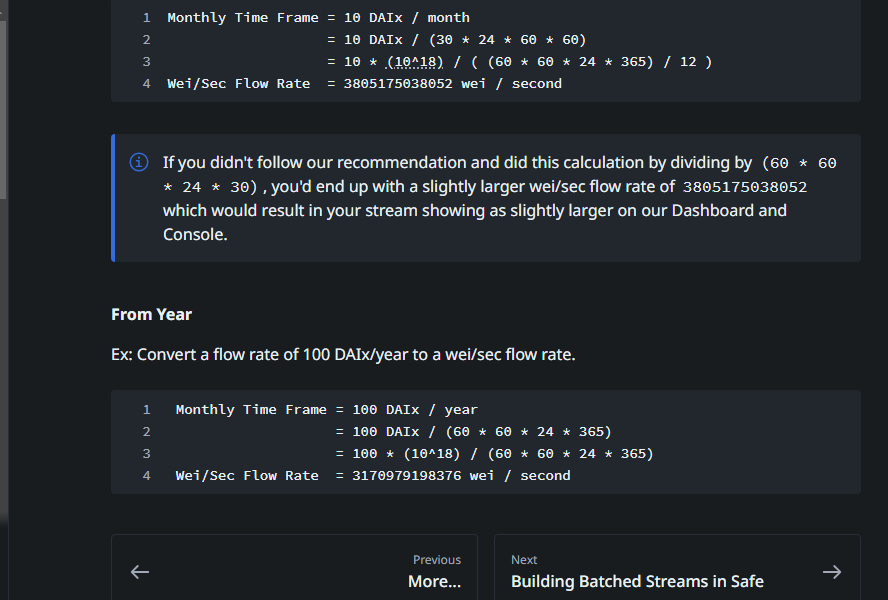 1 Monthly Time Frame = 10 DAIx / month
2 = 10 DAIx / (30 * 24 * 60 * 60)
3 = 10 * (10^18) / ( (60 * 60 * 24 * 365) / 12 )
4 Wei/Sec Flow Rate = 3805175038052 wei / second
If you didn't follow our recommendation and did this calculation by dividing by (60 * 60
* 24 * 30), you'd end up with a slightly larger wei/sec flow rate of 3805175038052
which would result in your stream showing as slightly larger on our Dashboard and
Console.
From Year
Ex: Convert a flow rate of 100 DAIx/year to a wei/sec flow rate.
1 Monthly Time Frame = 100 DAIx / year
2 = 100 DAIx / (60 * 60 * 24 * 365)
3 = 100 * (10^18) / (60 * 60 * 24 * 365)
4 Wei/Sec Flow Rate = 3170979198376 wei / second
Previous
More...
Next
Building Batched Streams in Safe